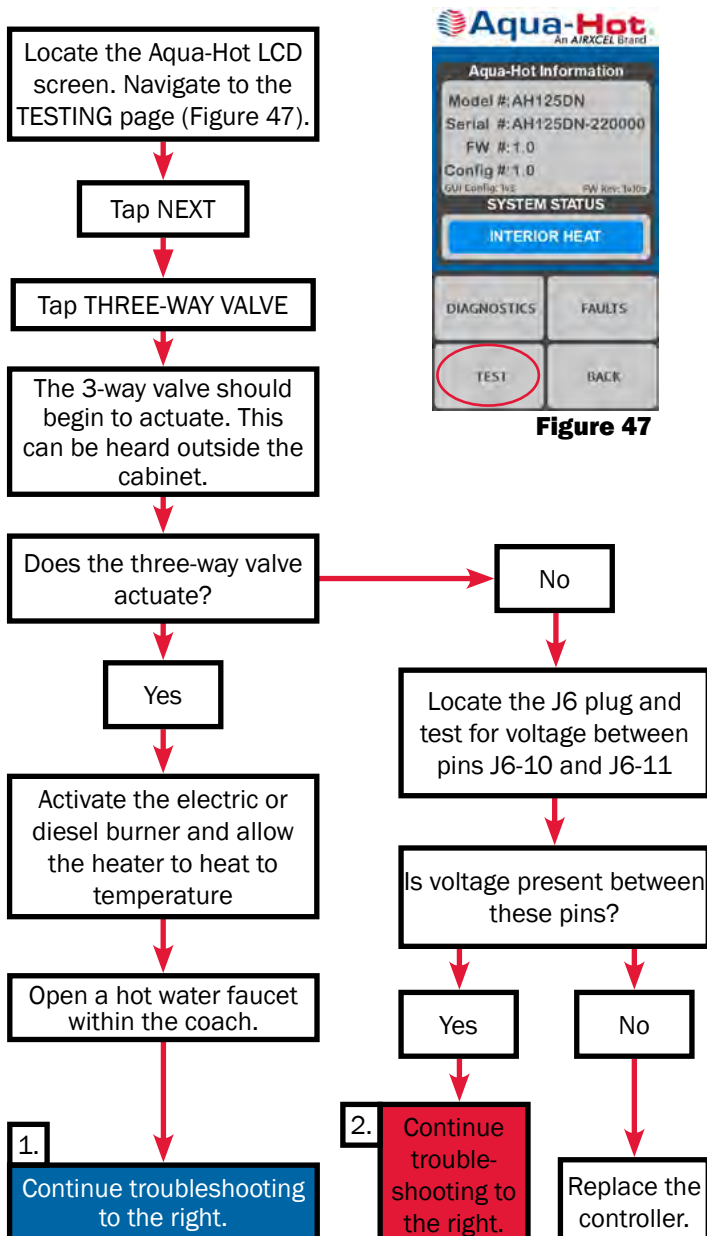 Locate the Aqua-Hot LCD
screen. Navigate to the
TESTING page (Figure 47).
Tap NEXT
Tap THREE-WAY VALVE
The 3-way valve should
begin to actuate. This
can be heard outside the
cabinet.
Does the three-way valve
actuate?
Yes
Activate the electric or
diesel burner and allow
the heater to heat to
temperature
Open a hot water faucet
within the coach.
1.
Continue troubleshooting
to the right.
Aqua-Hot
An AIRXCEL Brand
Aqua-Hot Information
Model #: AH125DN
Serial #: AH125DN-220000
FW #: 1.0
Config #: 1.0
GUI Config: FW Rev:
SYSTEM STATUS
INTERIOR HEAT
DIAGNOSTICS
FAULTS
TEST
BACK
Figure 47
No
Locate the J6 plug and
test for voltage between
pins J6-10 and J6-11
Is voltage present between
these pins?
Yes
No
2.
Continue
trouble-
shooting to
the right.
Replace the
controller.